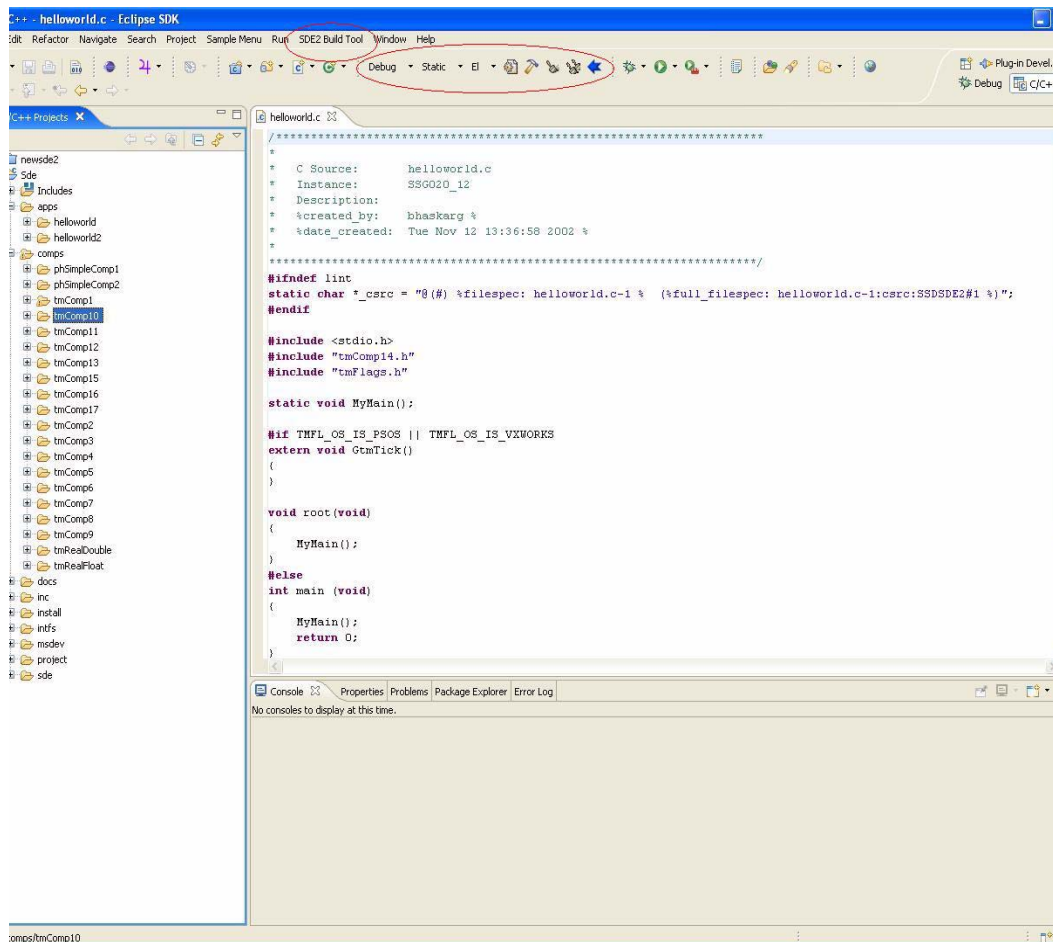 C++ - helloworld.c - Eclipse SDK
Edit Refactor Navigate Search Project Sample Menu Run SDE2 Build Tool Window Help
Debug Static El
Plug-in Devel.
Debug C/C+
/C++ Projects
newsde2
Sde
Includes
apps
helloworld
helloworld2
comps
phSimpleComp1
phSimpleComp2
tmComp1
tmComp10
tmComp11
tmComp12
tmComp13
tmComp15
tmComp16
tmComp17
tmComp2
tmComp3
tmComp4
tmComp5
tmComp6
tmComp7
tmComp8
tmComp9
tmRealDouble
tmRealFloat
docs
inc
install
intfs
msdev
project
sde
helloworld.c
/**********************************************************************
*
* C Source: helloworld.c
* Instance: SSG020_12
* Description:
* %created_by: bhaskarg %
* %date_created: Tue Nov 12 13:36:58 2002 %
*
**********************************************************************/
#ifndef lint
static char *_csrc = "@(#) %filespec: helloworld.c-1 % (%full_filespec: helloworld.c-1:csrc:SSDSDE2#1 %)";
#endif
#include <stdio.h>
#include "tmComp14.h"
#include "tmFlags.h"
static void MyMain();
#if TMFL_OS_IS_PSOS || TMFL_OS_IS_VXWORKS
extern void GtmTick()
{
}
void root(void)
{
MyMain();
}
#else
int main (void)
{
MyMain();
return 0;
}
Console Properties Problems Package Explorer Error Log
No consoles to display at this time.
comps/tmComp10